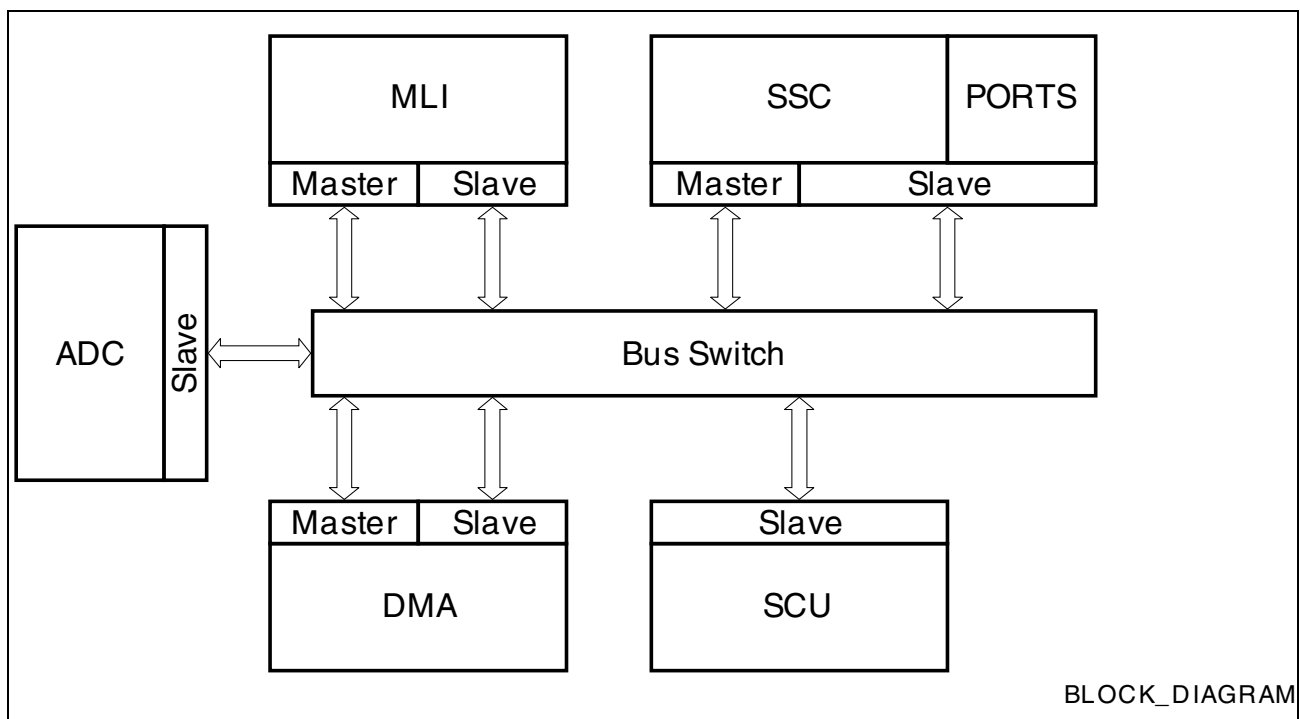 MLI
SSC
PORTS
Master
Slave
Master
Slave
ADC
Slave
Bus Switch
Master
Slave
Slave
DMA
SCU
BLOCK_DIAGRAM